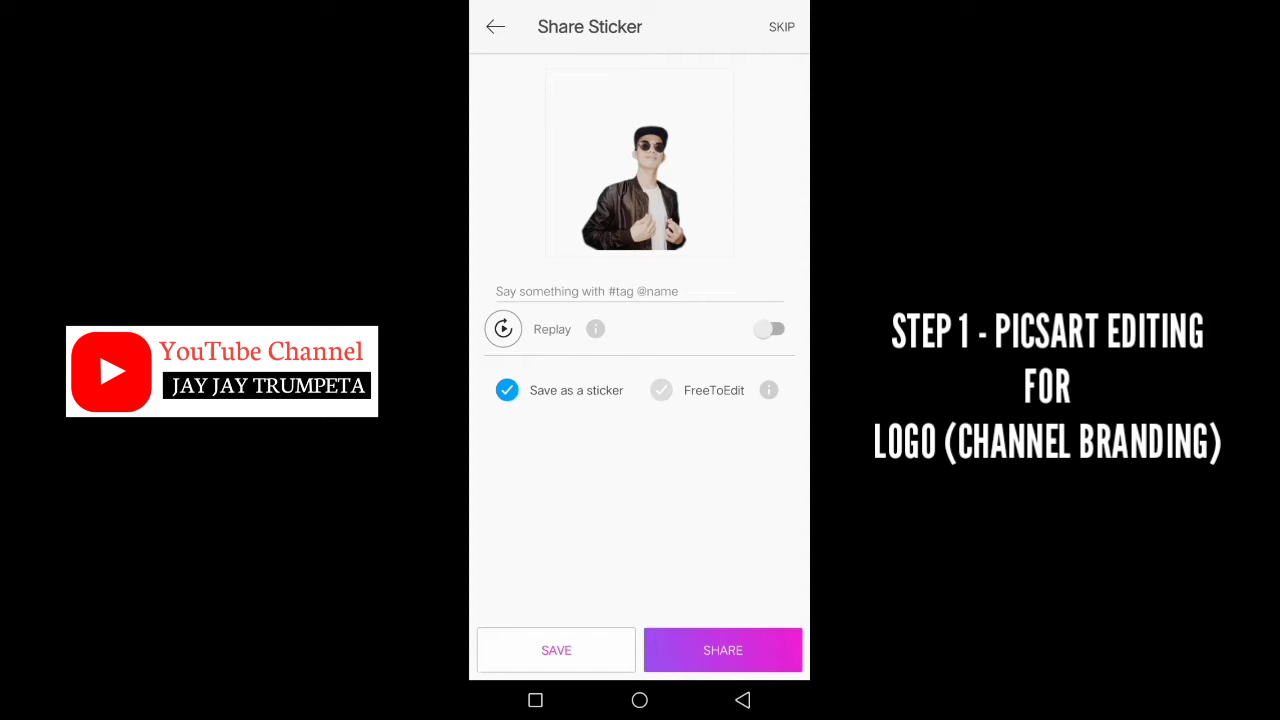 Share Sticker
SKIP
Say something with #tag @name
Replay
Save as a sticker
FreeToEdit
SAVE
SHARE
YouTube Channel
JAY JAY TRUMPETA
STEP 1 - PICSART EDITING
FOR
LOGO (CHANNEL BRANDING)